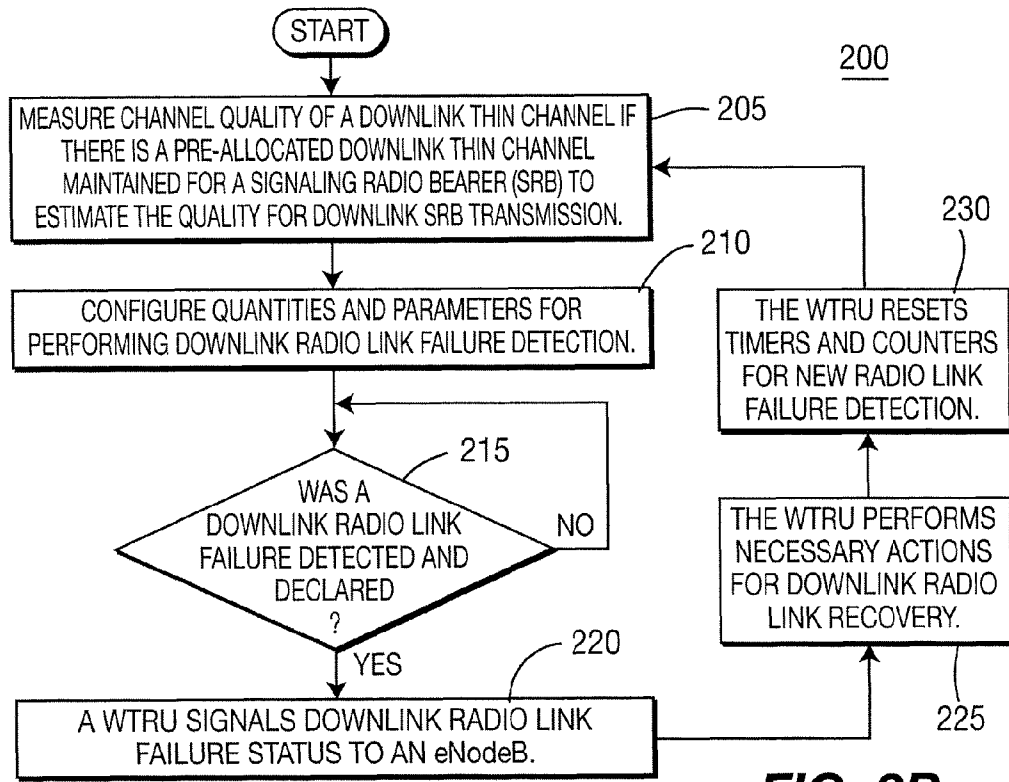 START
200
MEASURE CHANNEL QUALITY OF A DOWNLINK THIN CHANNEL IF
THERE IS A PRE-ALLOCATED DOWNLINK THIN CHANNEL
MAINTAINED FOR A SIGNALING RADIO BEARER (SRB) TO
ESTIMATE THE QUALITY FOR DOWNLINK SRB TRANSMISSION.
205
210
CONFIGURE QUANTITIES AND PARAMETERS FOR
PERFORMING DOWNLINK RADIO LINK FAILURE DETECTION.
215
WAS A
DOWNLINK RADIO LINK
FAILURE DETECTED AND
DECLARED
?
NO
YES
220
A WTRU SIGNALS DOWNLINK RADIO LINK
FAILURE STATUS TO AN eNodeB.
230
THE WTRU RESETS
TIMERS AND COUNTERS
FOR NEW RADIO LINK
FAILURE DETECTION.
THE WTRU PERFORMS
NECESSARY ACTIONS
FOR DOWNLINK RADIO
LINK RECOVERY.
225